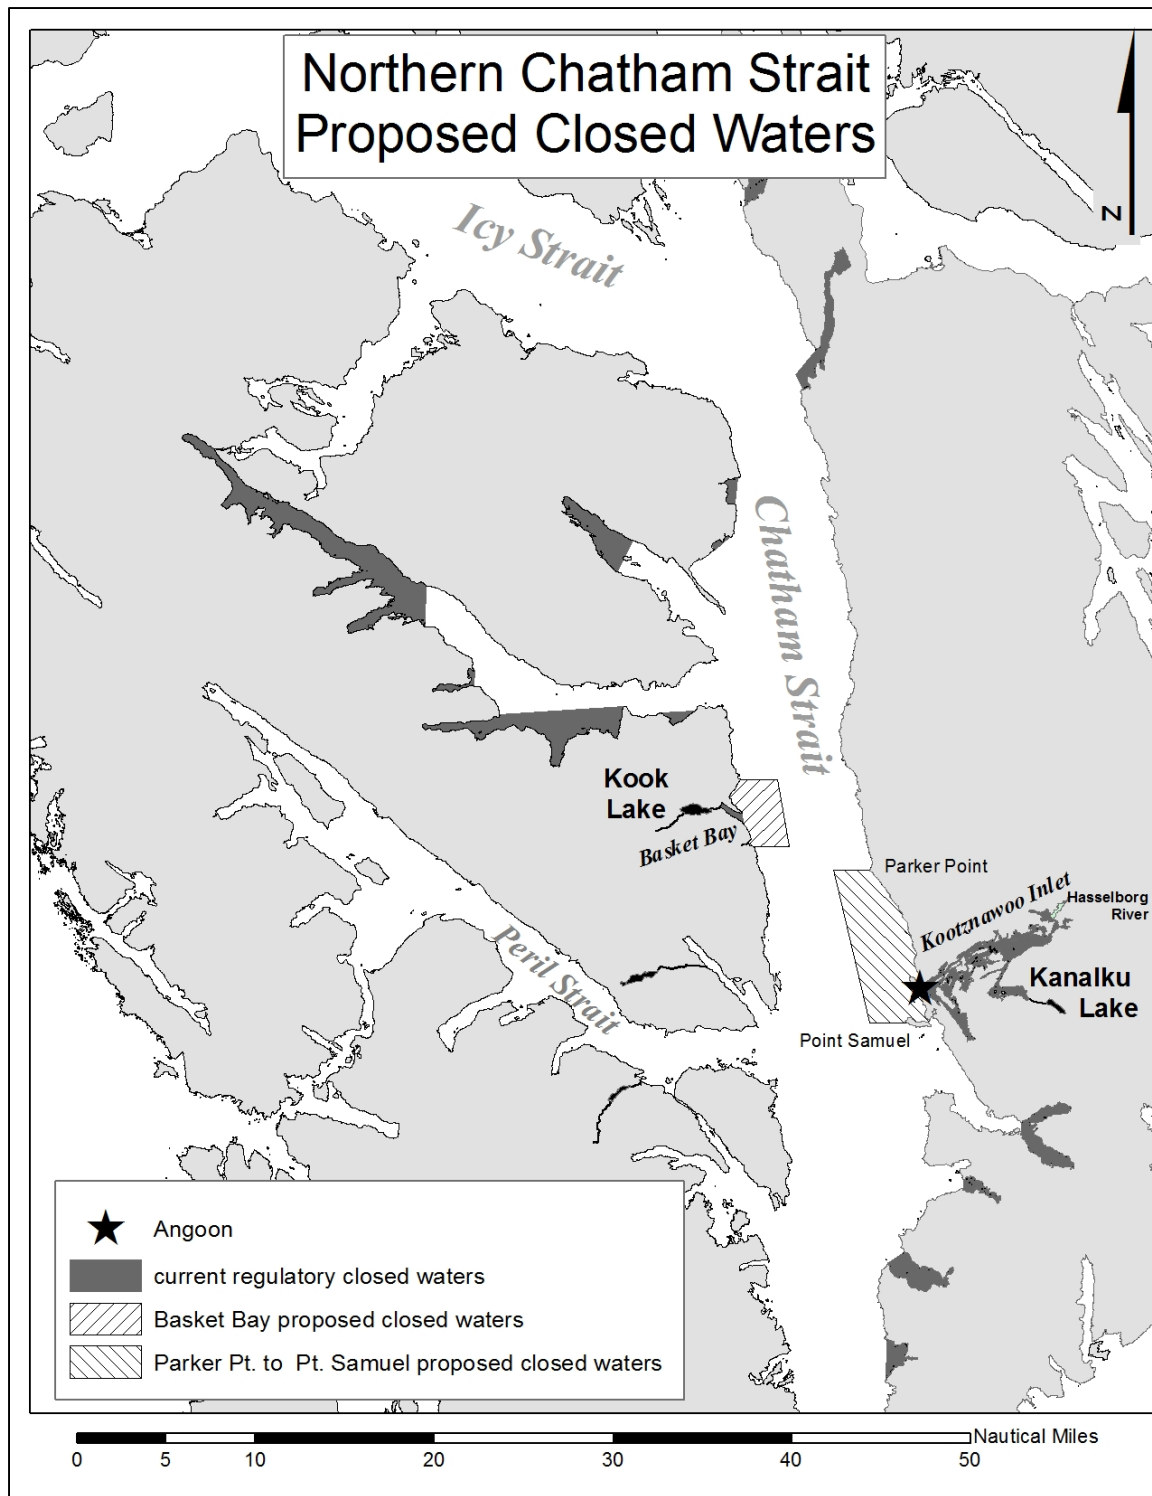 Northern Chatham Strait
Proposed Closed Waters
N
Icy Strait
Chatham Strait
Kook
Lake
Basket Bay
Parker Point
Kootznawoo Inlet
Hasselborg
River
Peril Strait
Kanalku
Lake
Point Samuel
Angoon
current regulatory closed waters
Basket Bay proposed closed waters
Parker Pt. to Pt. Samuel proposed closed waters
Nautical Miles
0 5 10 20 30 40 50